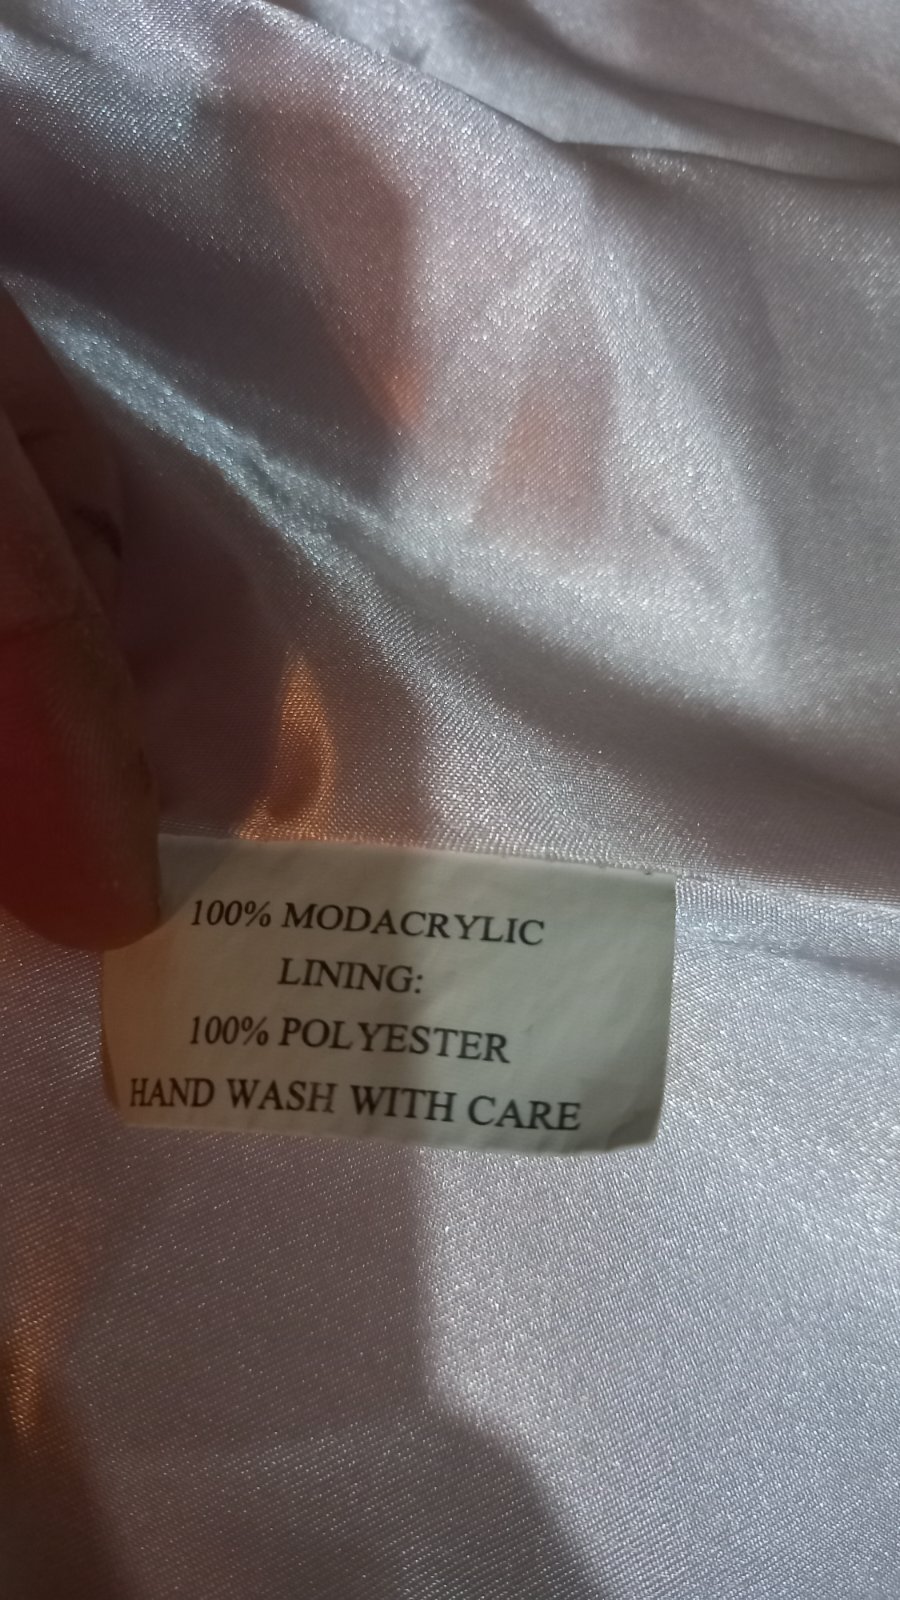 100% MODACRYLIC
LINING:
100% POLYESTER
HAND WASH WITH CARE